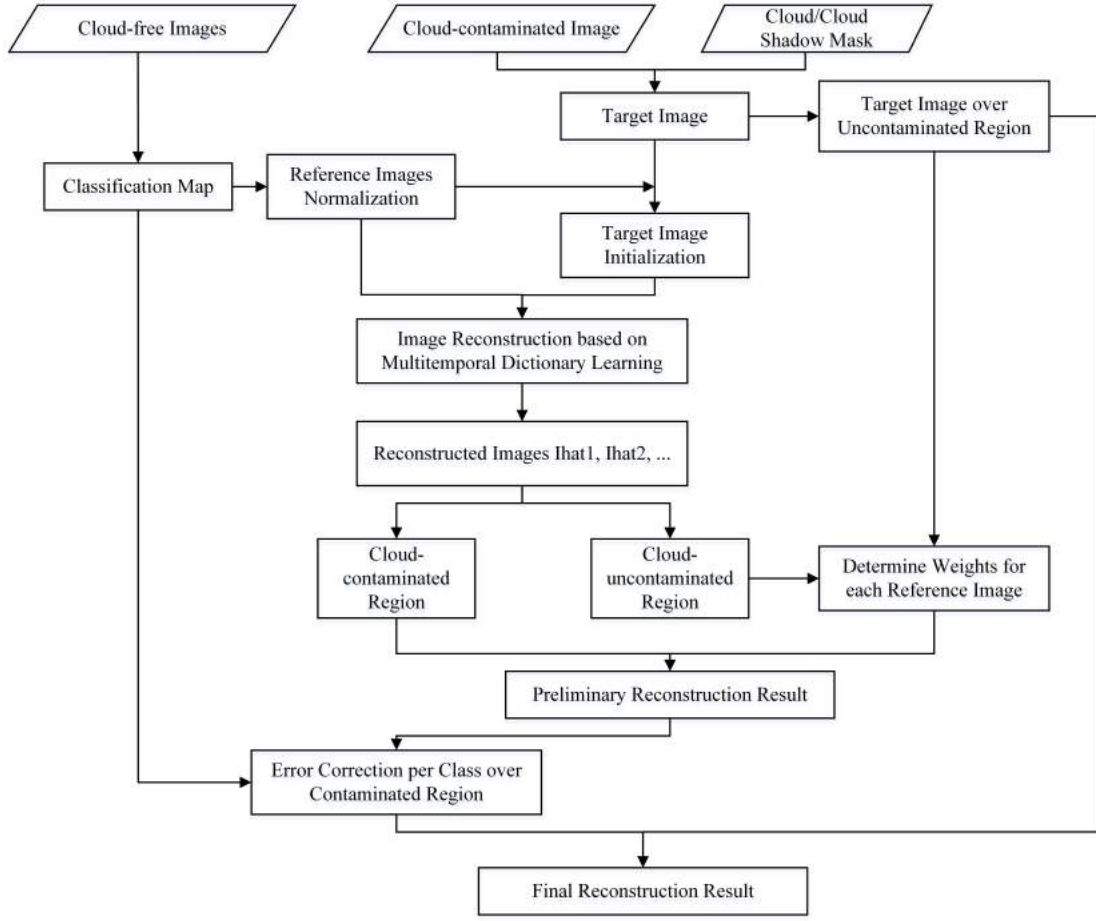 Cloud-free Images
Cloud-contaminated Image
Cloud/Cloud
Shadow Mask
Target Image
Target Image over
Uncontaminated Region
Classification Map
Reference Images
Normalization
Target Image
Initialization
Image Reconstruction based on
Multitemporal Dictionary Learning
Reconstructed Images Ihat1, Ihat2, ...
Cloud-
contaminated
Region
Cloud-
uncontaminated
Region
Determine Weights for
each Reference Image
Preliminary Reconstruction Result
Error Correction per Class over
Contaminated Region
Final Reconstruction Result